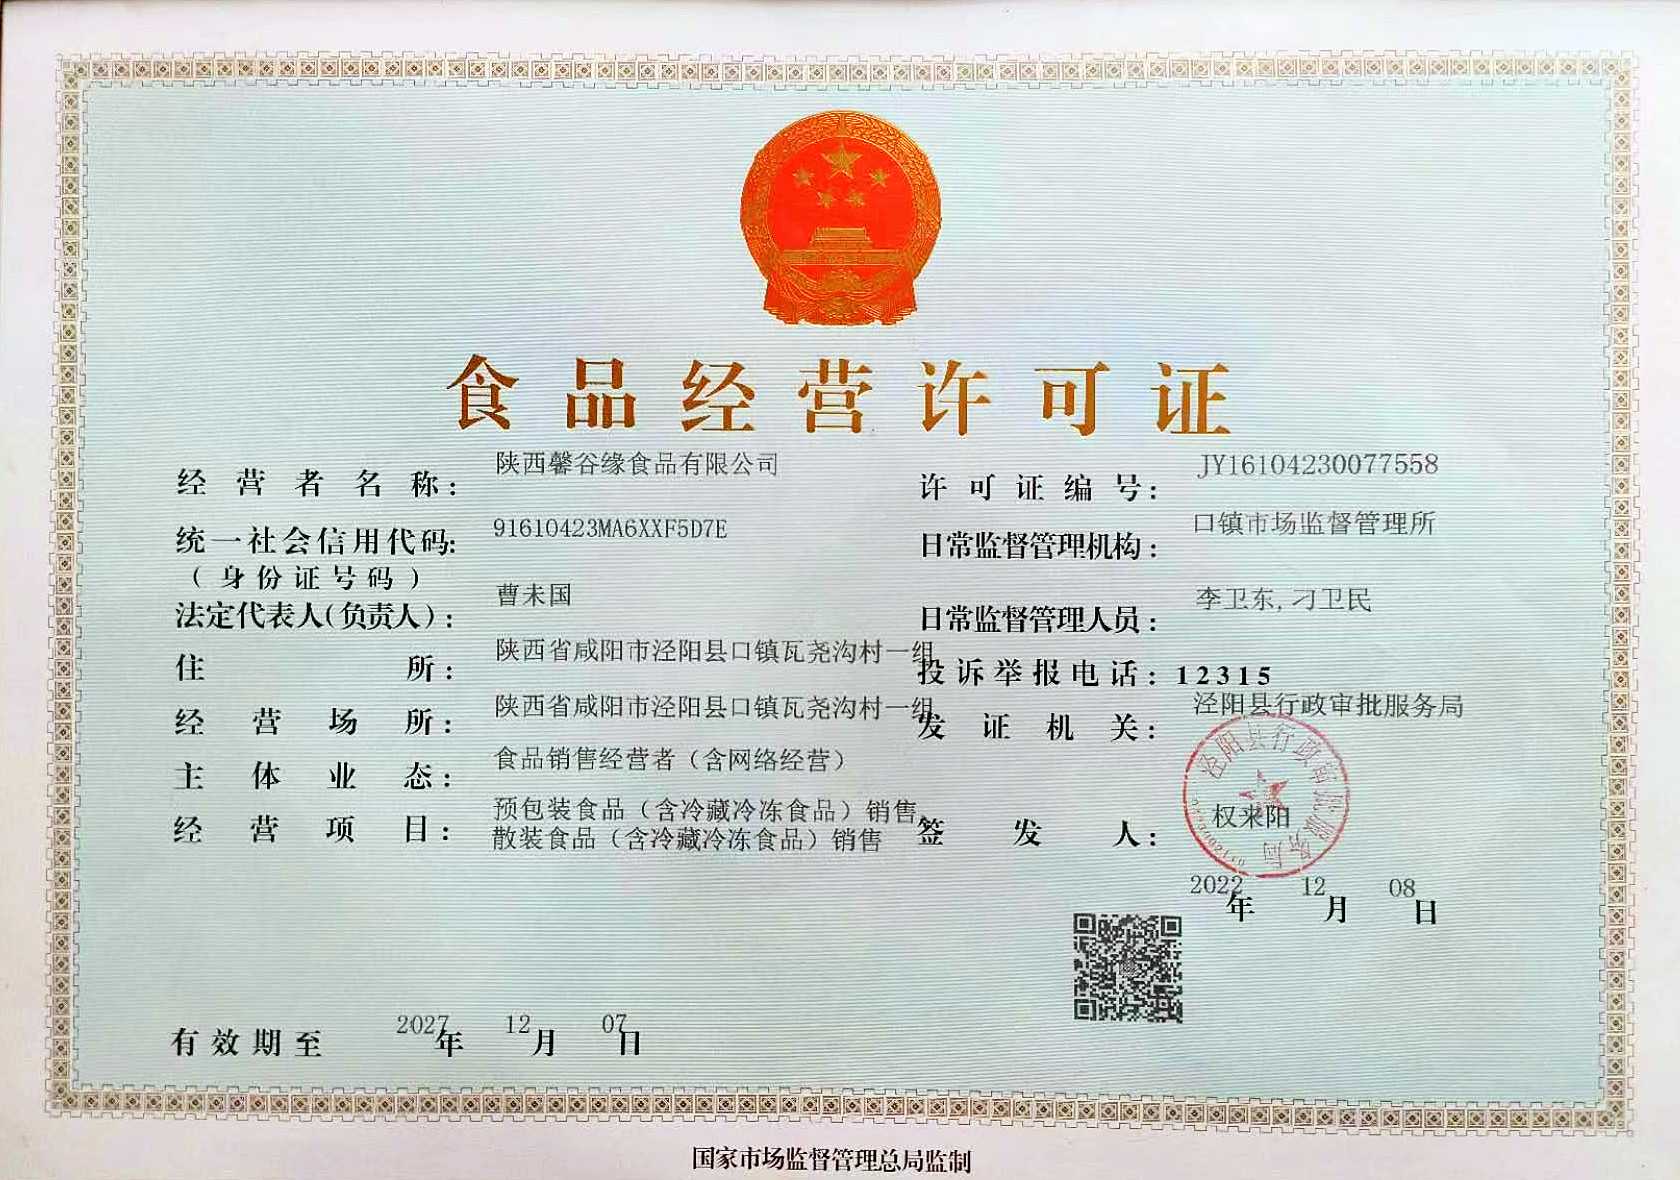 食品经营许可证
经营者名称： 陕西馨谷缘食品有限公司
统一社会信用代码： 91610423MA6XXF5D7E
（身份证号码）
法定代表人(负责人)： 曹未国
住所： 陕西省咸阳市泾阳县口镇瓦尧沟村一组
经营场所： 陕西省咸阳市泾阳县口镇瓦尧沟村一组
主体业态： 食品销售经营者（含网络经营）
经营项目： 预包装食品（含冷藏冷冻食品）销售,
散装食品（含冷藏冷冻食品）销售
许可证编号： JY16104230077558
日常监督管理机构： 口镇市场监督管理所
日常监督管理人员： 李卫东,刁卫民
投诉举报电话：12315
发证机关： 泾阳县行政审批服务局
泾阳县行政审批服务局
签发人： 权来阳
2022年12月08日
有效期至 2027年12月07日
国家市场监督管理总局监制